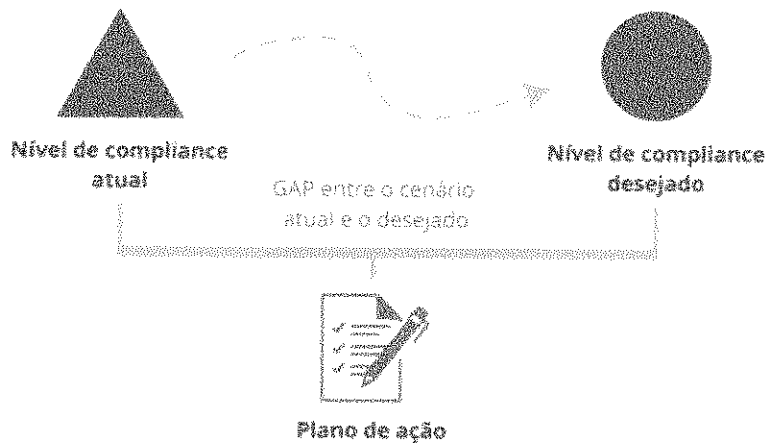 Nível de compliance
atual
Nível de compliance
desejado
GAP entre o cenário
atual e o desejado
Plano de ação